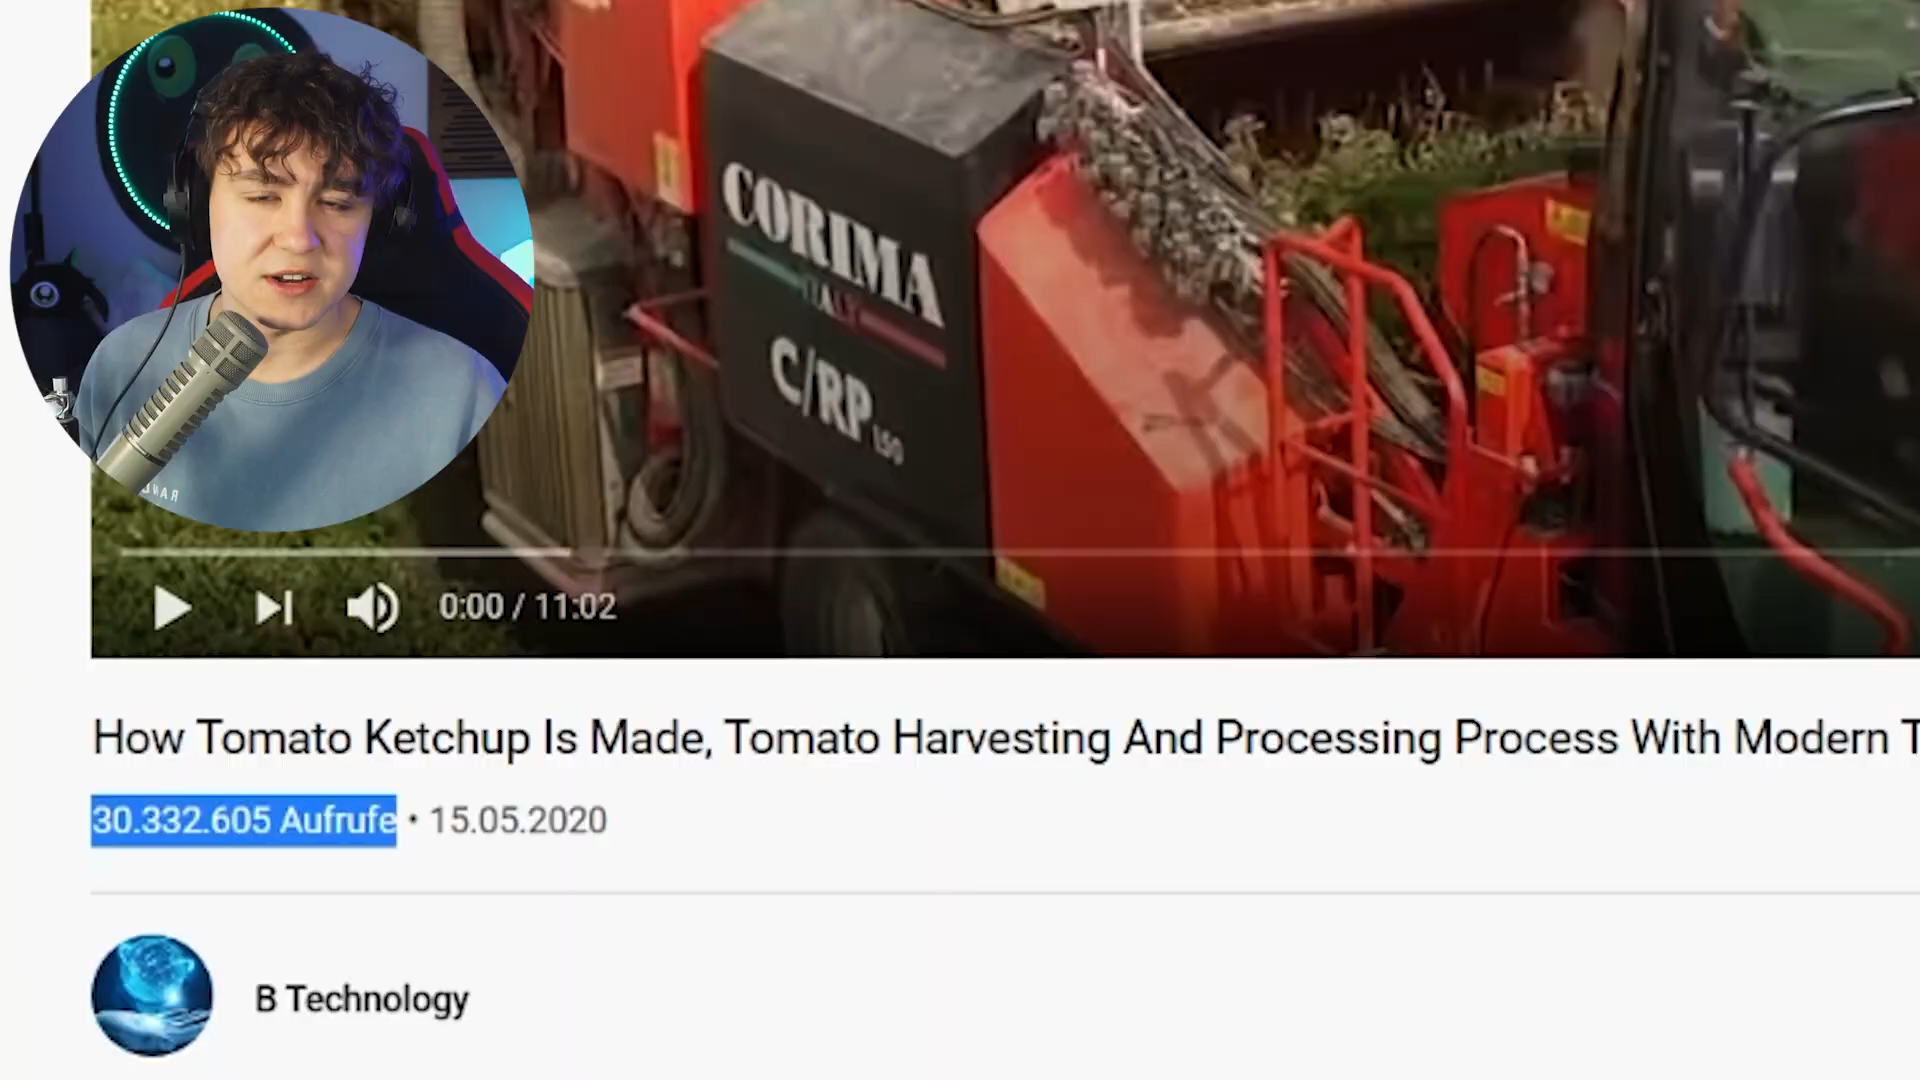 CORIMA
ITALY
C/RP 150
0:00 / 11:02
How Tomato Ketchup Is Made, Tomato Harvesting And Processing Process With Modern T
30.332.605 Aufrufe • 15.05.2020
B Technology